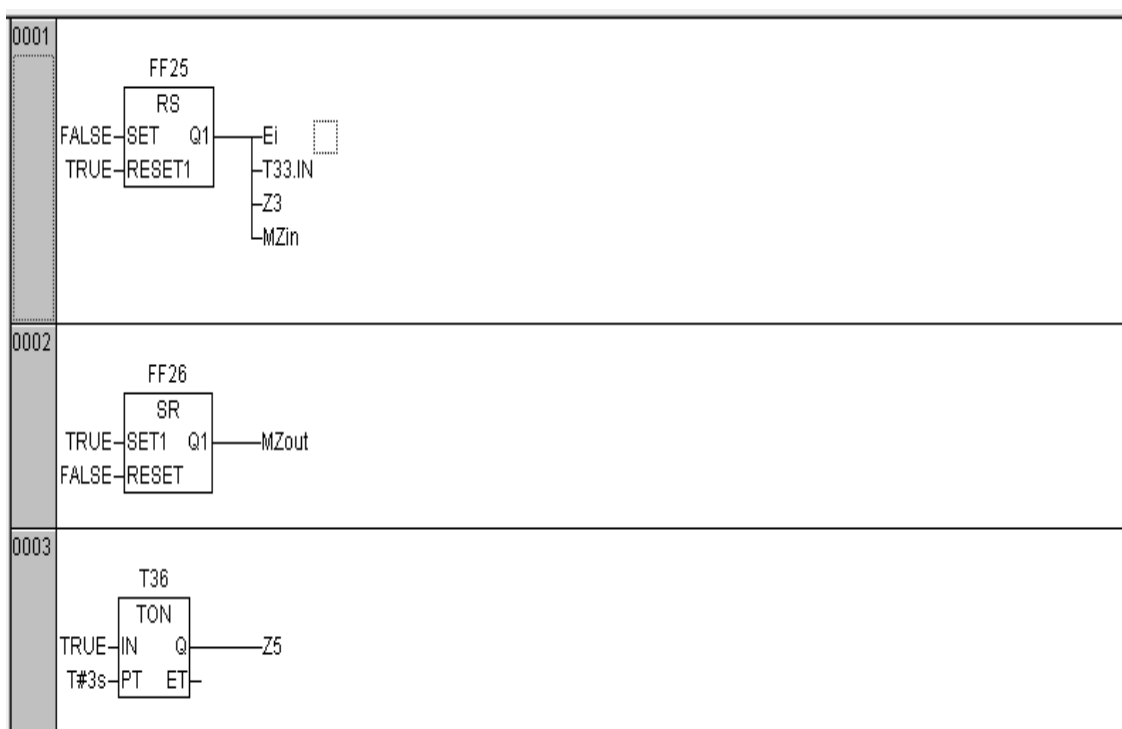 0001
FF25
RS
FALSE SET Q1 Ei
TRUE RESET1 T33.IN
Z3
MZin
0002
FF26
SR
TRUE SET1 Q1 MZout
FALSE RESET
0003
T36
TON
TRUE IN Q Z5
T#3s PT ET